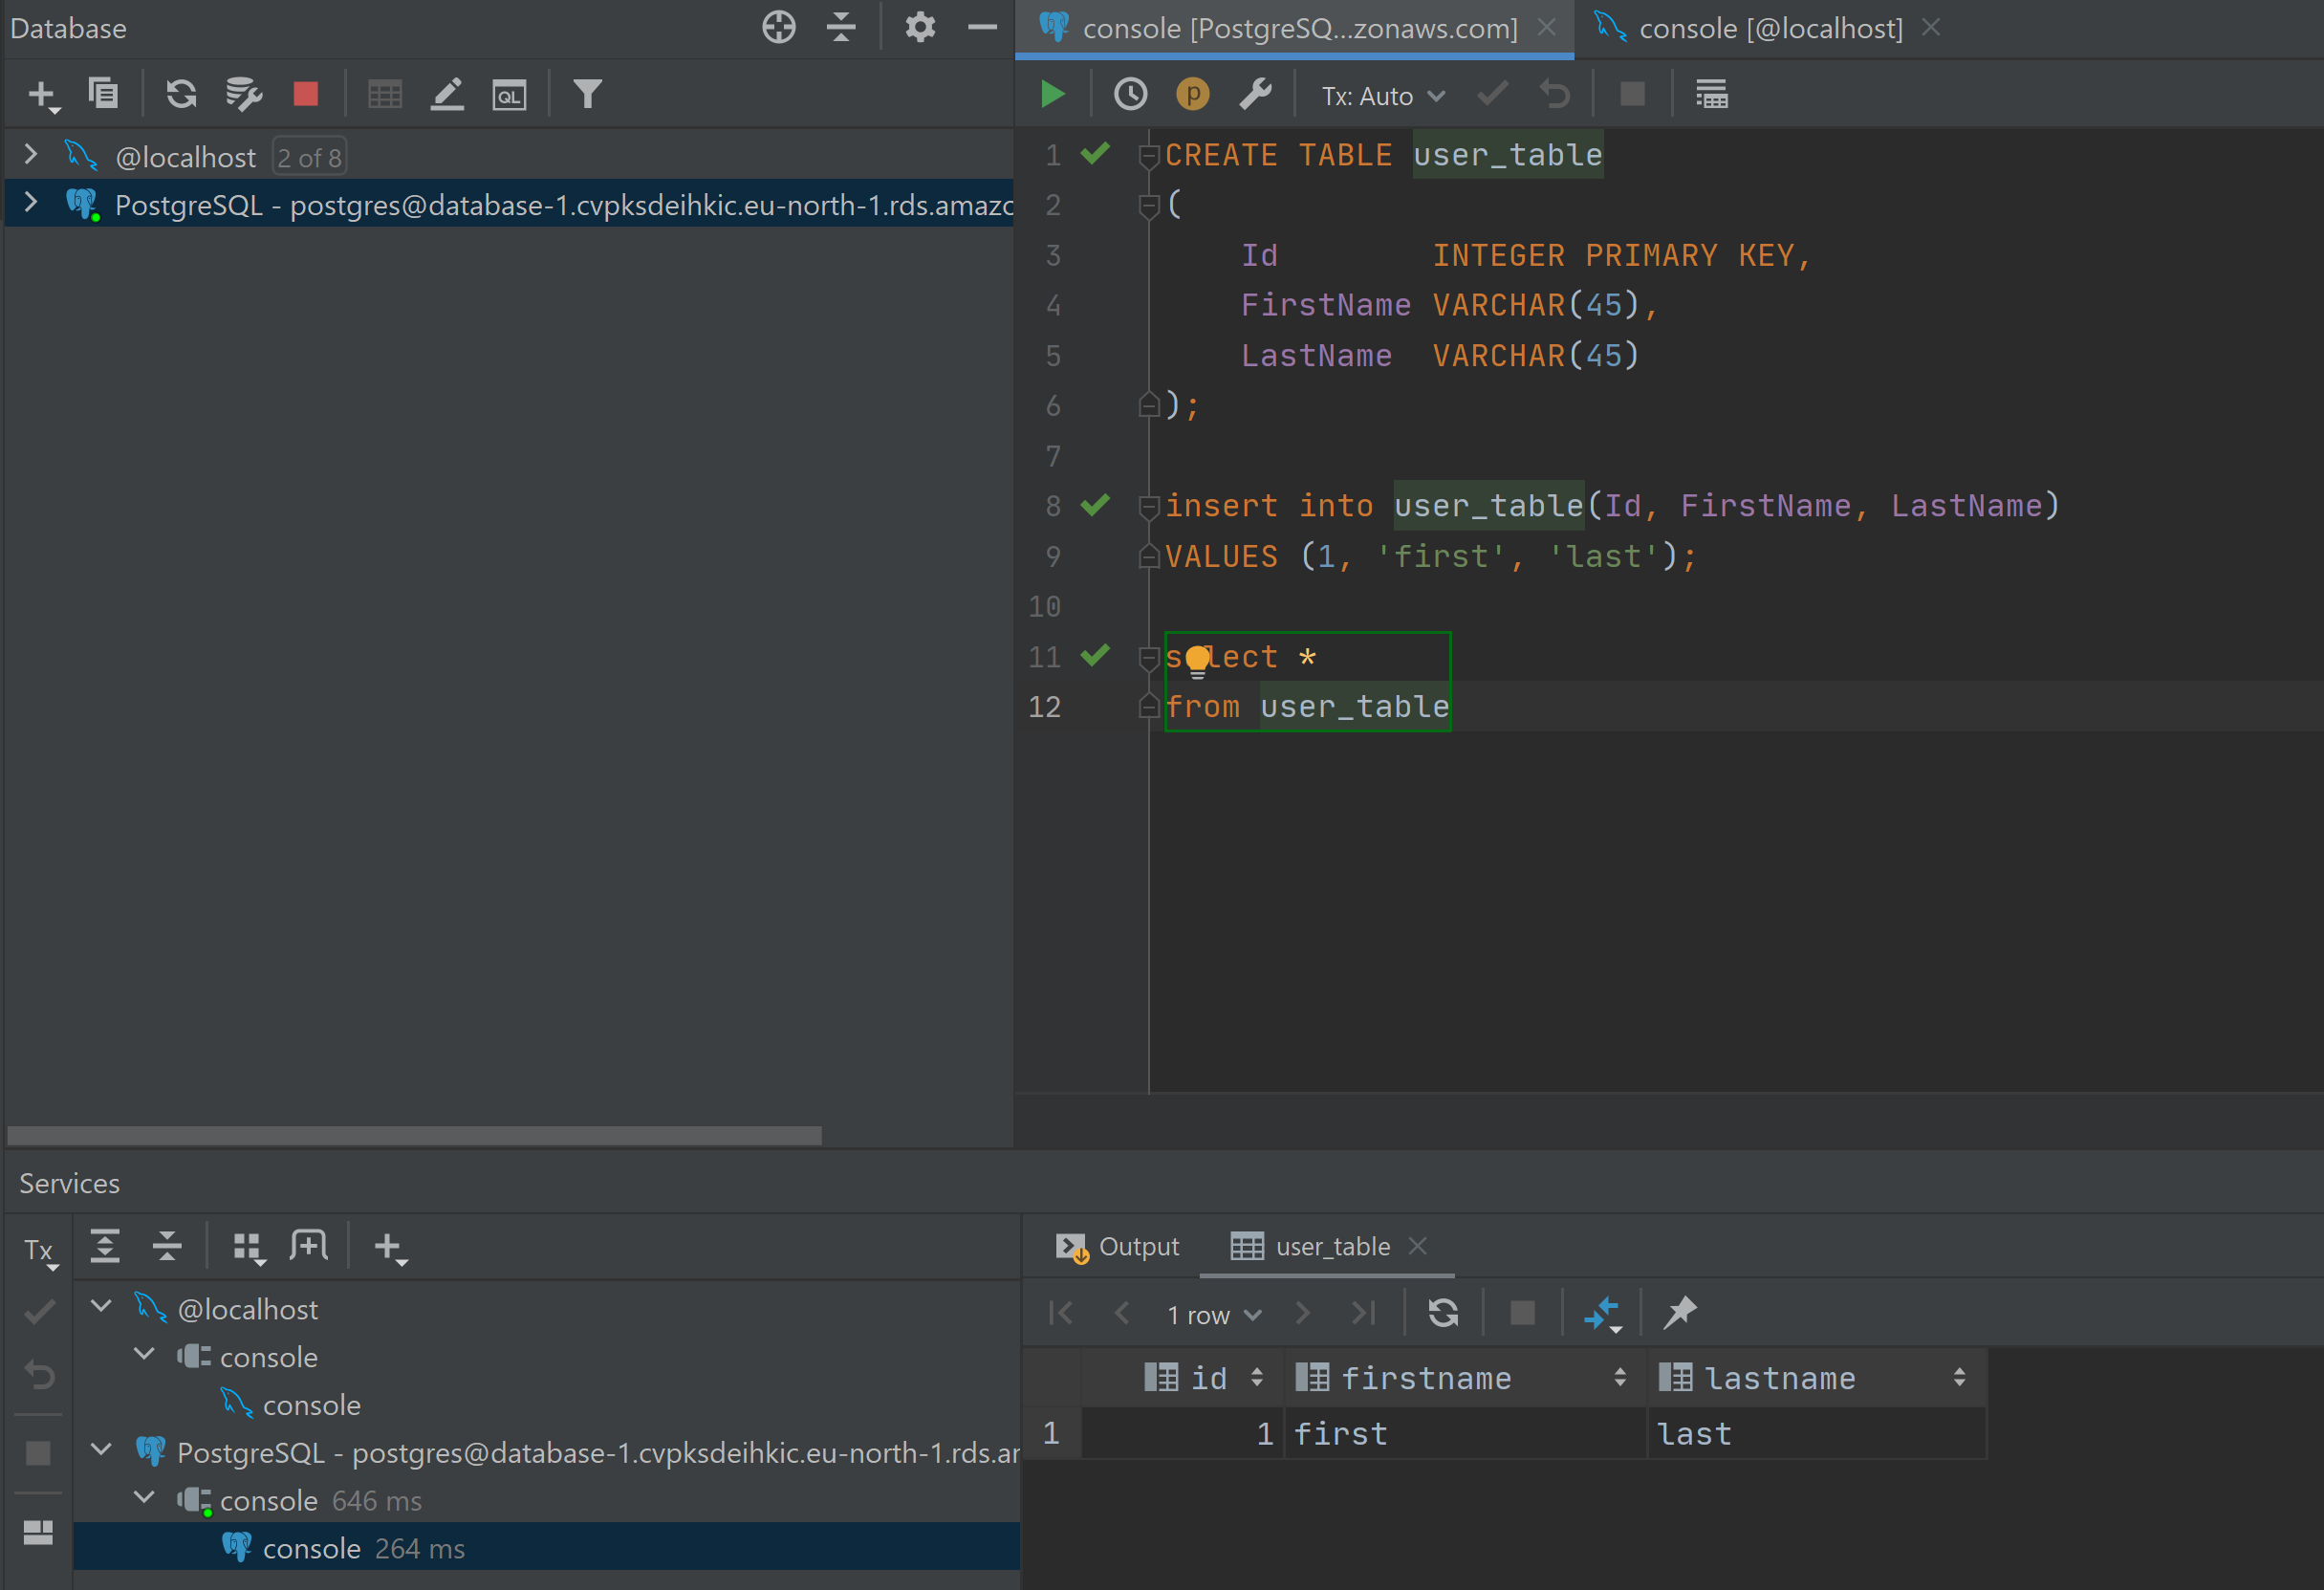 Database
@localhost 2 of 8
PostgreSQL - postgres@database-1.cvpksdeihkic.eu-north-1.rds.amazc
console [PostgreSQ...zonaws.com]
console [@localhost]
p
Tx: Auto
QL
1 CREATE TABLE user_table
2 (
3 Id INTEGER PRIMARY KEY,
4 FirstName VARCHAR(45),
5 LastName VARCHAR(45)
6 );
7
8 insert into user_table(Id, FirstName, LastName)
9 VALUES (1, 'first', 'last');
10
11 select *
12 from user_table
Services
Tx
@localhost
console
console
PostgreSQL - postgres@database-1.cvpksdeihkic.eu-north-1.rds.ar
console 646 ms
console 264 ms
Output
user_table
1 row
id firstname lastname
1 1 first last